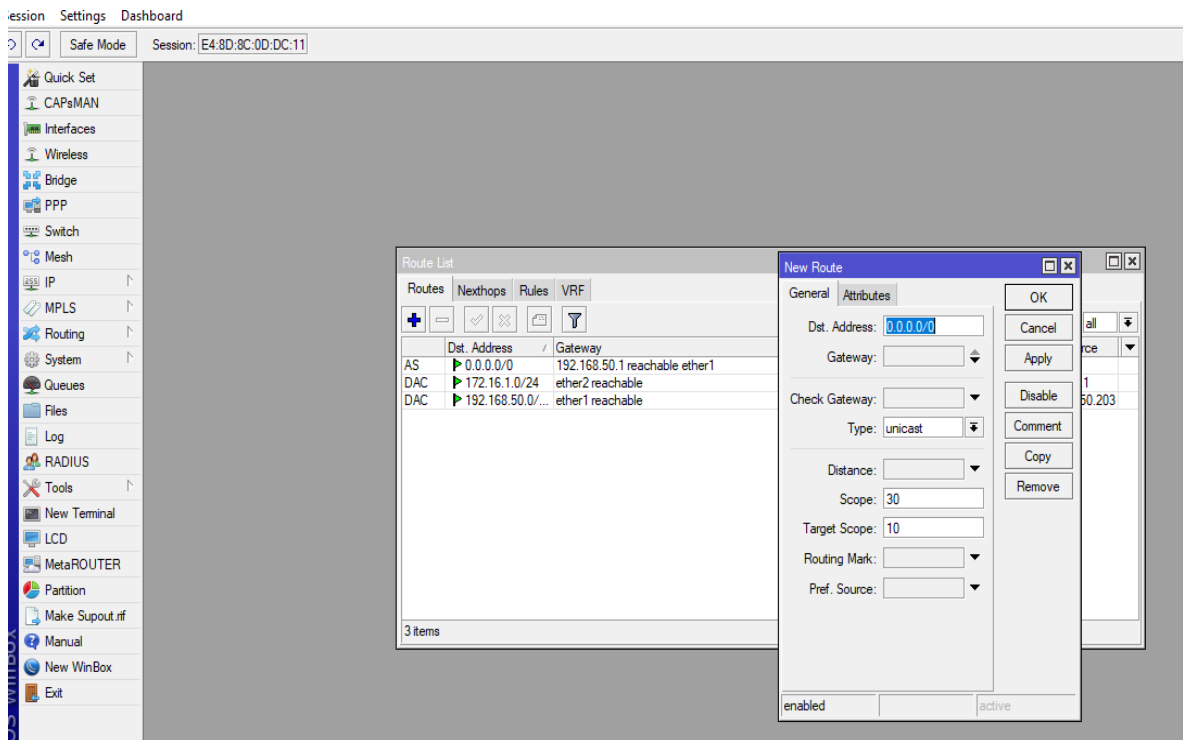 Session Settings Dashboard
Safe Mode Session: E4:8D:8C:0D:DC:11
Quick Set
CAPsMAN
Interfaces
Wireless
Bridge
PPP
Switch
Mesh
IP
MPLS
Routing
System
Queues
Files
Log
RADIUS
Tools
New Terminal
LCD
MetaROUTER
Partition
Make Supout.rif
Manual
New WinBox
Exit
WinBox
Route List
Routes Nexthops Rules VRF
all
Dst. Address Gateway
AS 0.0.0.0/0 192.168.50.1 reachable ether1
DAC 172.16.1.0/24 ether2 reachable
DAC 192.168.50.0/... ether1 reachable 50.203
3 items
New Route
General Attributes
Dst. Address: 0.0.0.0/0
Gateway:
Check Gateway:
Type: unicast
Distance:
Scope: 30
Target Scope: 10
Routing Mark:
Pref. Source:
OK
Cancel
Apply
Disable
Comment
Copy
Remove
enabled active